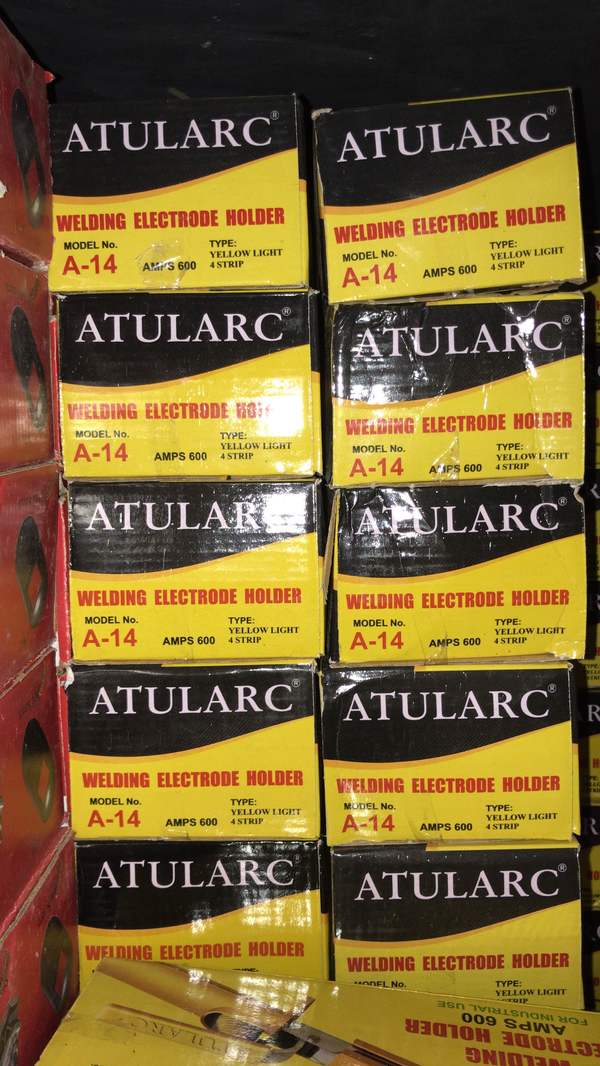 ATULARC®
WELDING ELECTRODE HOLDER
MODEL No.
A-14
AMPS 600
TYPE:
YELLOW LIGHT
4 STRIP
ATULARC®
WELDING ELECTRODE HOLDER
MODEL No.
A-14
AMPS 600
TYPE:
YELLOW LIGHT
4 STRIP
ATULARC®
WELDING ELECTRODE
MODEL No.
A-14
AMPS 600
TYPE:
YELLOW LIGHT
4 STRIP
ATULARC®
WELDING ELECTRODE HOLDER
MODEL No.
A-14
AMPS 600
TYPE:
YELLOW LIGHT
4 STRIP
ATULARC
WELDING ELECTRODE HOLDER
MODEL No.
A-14
AMPS 600
TYPE:
YELLOW LIGHT
4 STRIP
ATULARC®
WELDING ELECTRODE HOLDER
MODEL No.
A-14
AMPS 600
TYPE:
YELLOW LIGHT
4 STRIP
ATULARC®
WELDING ELECTRODE HOLDER
MODEL No.
A-14
AMPS 600
TYPE:
YELLOW LIGHT
4 STRIP
ATULARC®
WELDING ELECTRODE HOLDER
MODEL No.
A-14
AMPS 600
TYPE:
YELLOW LIGHT
4 STRIP
ATULARC®
WELDING ELECTRODE HOLDER
ATULARC®
WELDING ELECTRODE HOLDER
MODEL No.
TYPE:
YELLOW LIGHT
WELDING
ECTRODE HOLDER
AMPS 600
FOR INDUSTRIAL USE
ATULARC